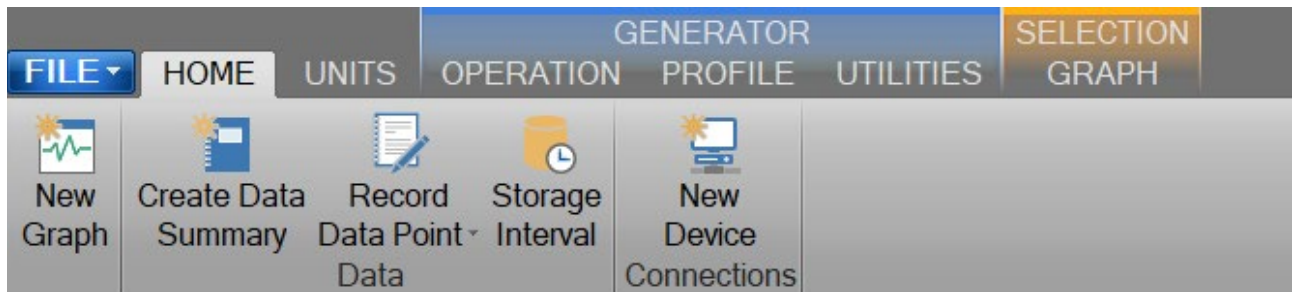 GENERATOR SELECTION
FILE HOME UNITS OPERATION PROFILE UTILITIES GRAPH
New Graph
Create Data Summary
Record Data Point
Storage Interval
Data
New Device
Connections